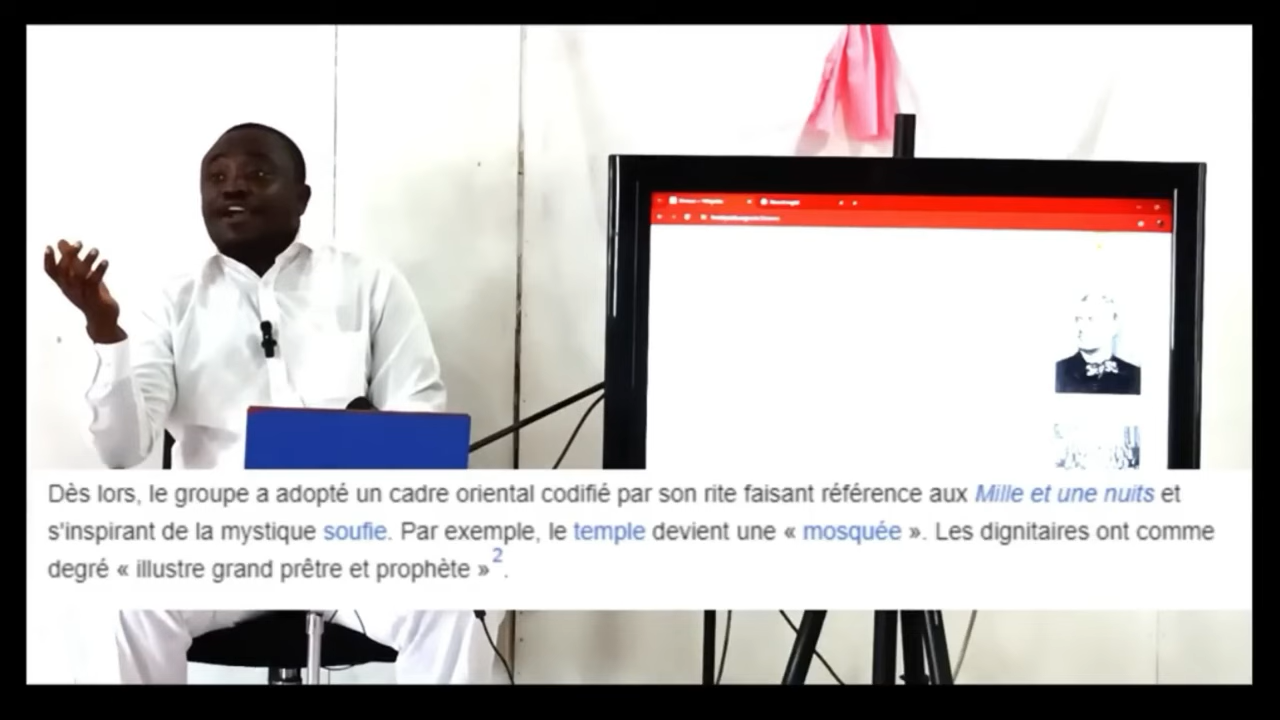 Dès lors, le groupe a adopté un cadre oriental codifié par son rite faisant référence aux Mille et une nuits et
s'inspirant de la mystique soufie. Par exemple, le temple devient une « mosquée ». Les dignitaires ont comme
degré « illustre grand prêtre et prophète »2.